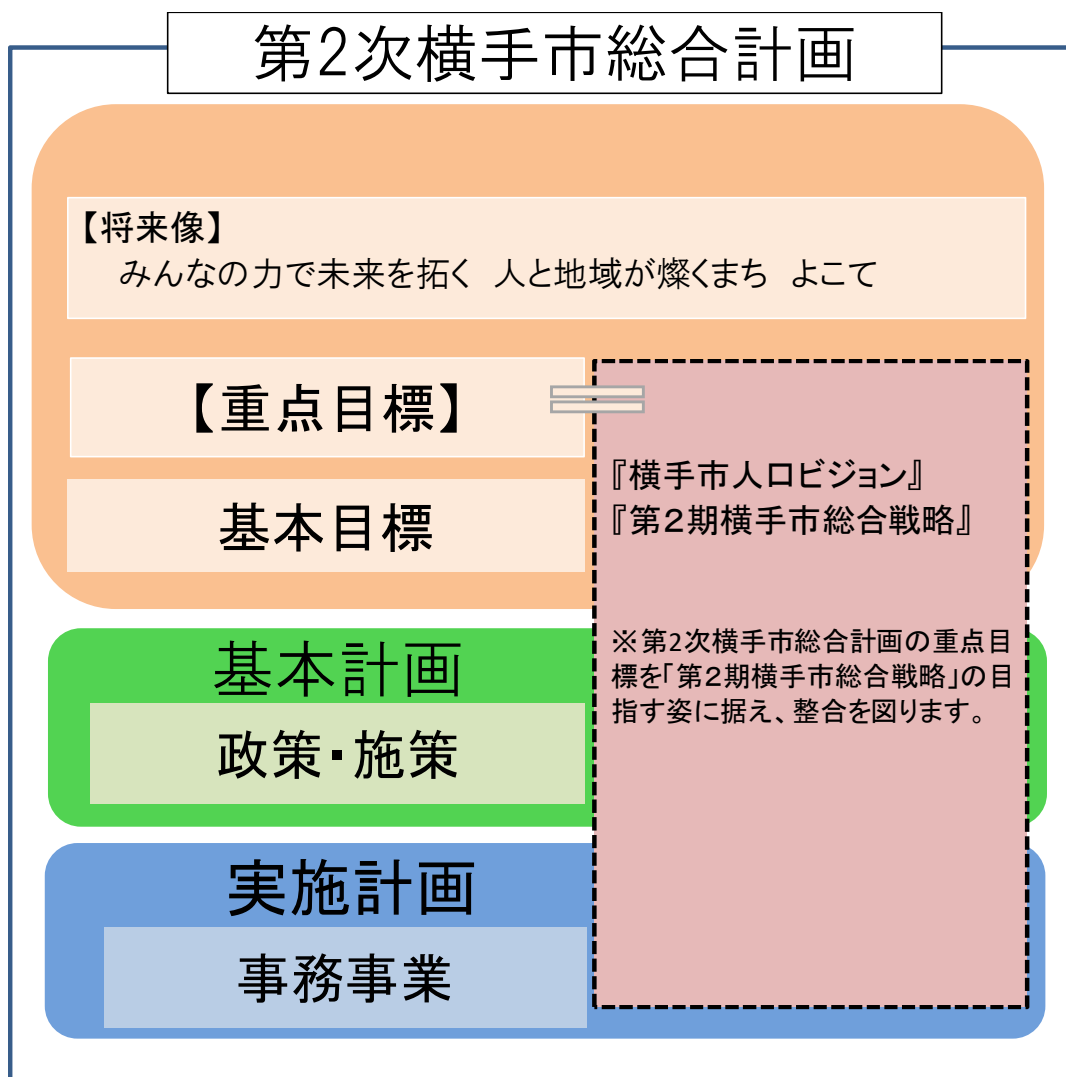 第2次横手市総合計画
【将来像】
みんなの力で未来を拓く 人と地域が燦くまち よこて
【重点目標】
基本目標
『横手市人口ビジョン』
『第２期横手市総合戦略』
※第2次横手市総合計画の重点目
標を「第２期横手市総合戦略」の目
指す姿に据え、整合を図ります。
基本計画
政策・施策
実施計画
事務事業